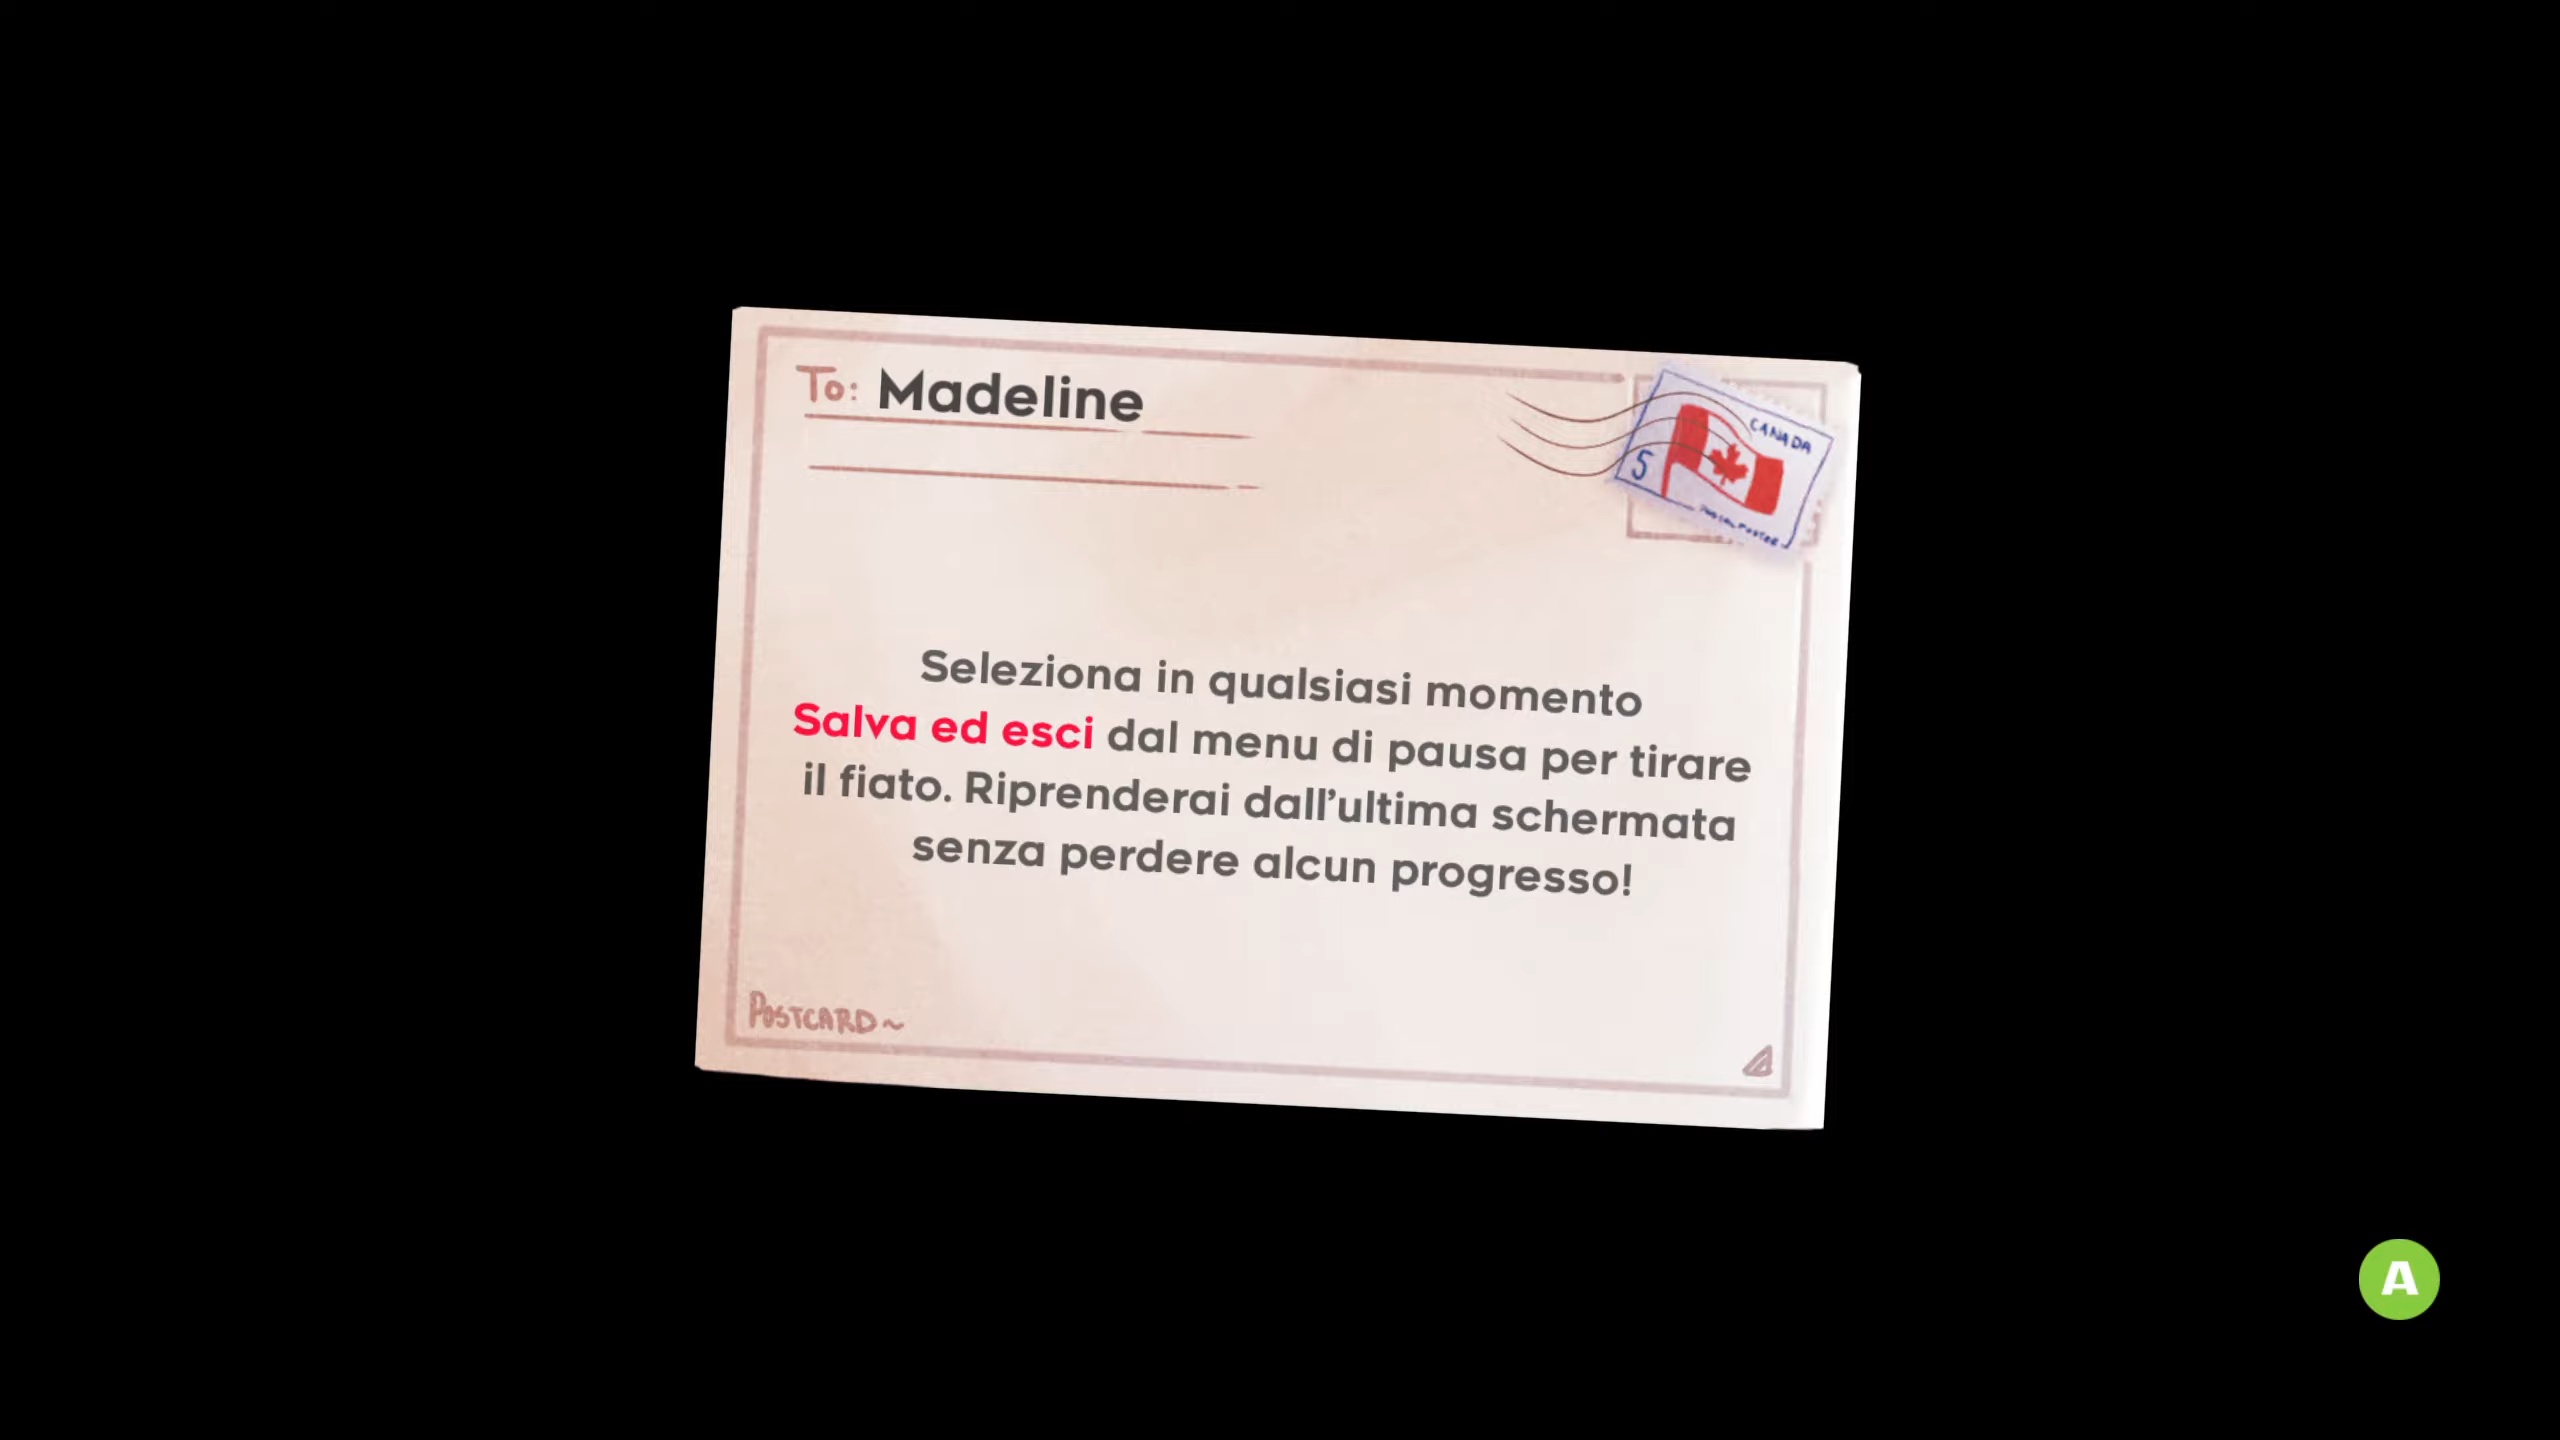 To: Madeline
CANADA
5
Seleziona in qualsiasi momento
Salva ed esci dal menu di pausa per tirare
il fiato. Riprenderai dall’ultima schermata
senza perdere alcun progresso!
POSTCARD~
A